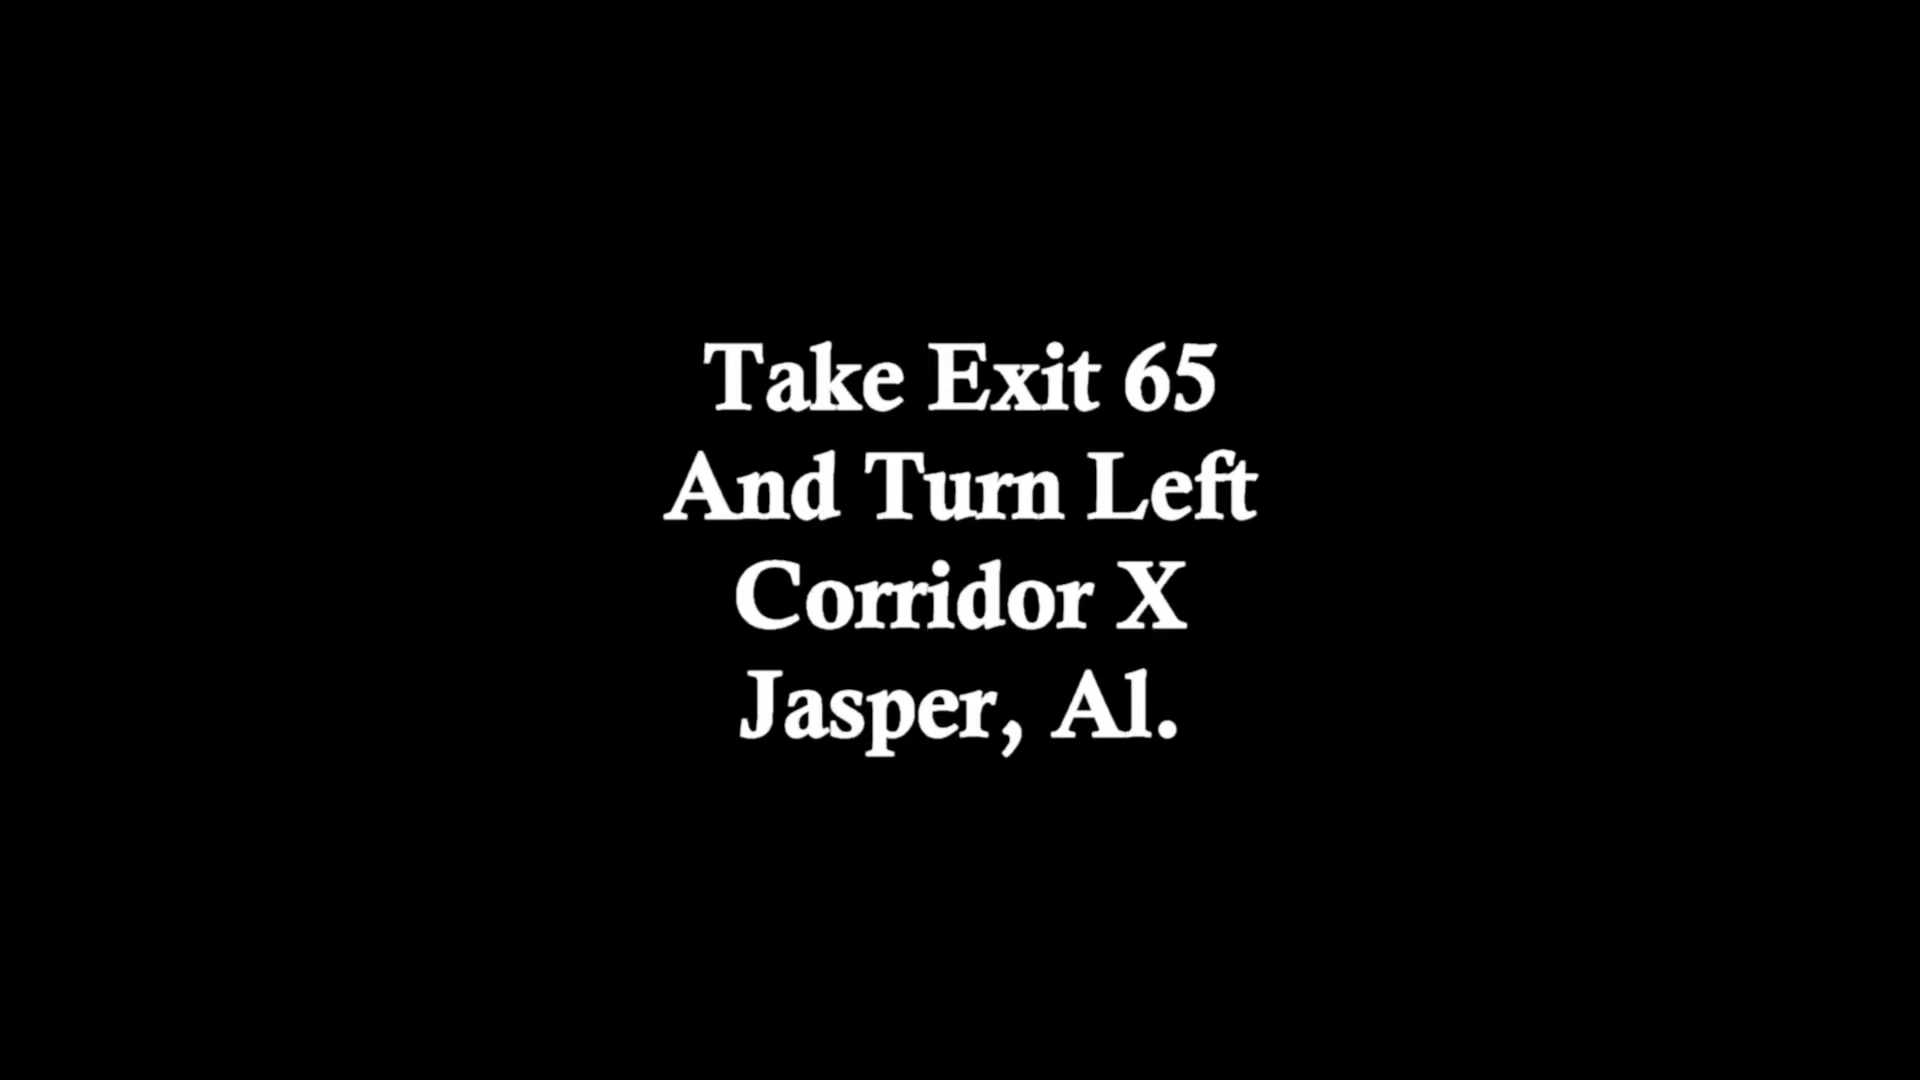 Take Exit 65
And Turn Left
Corridor X
Jasper, Al.